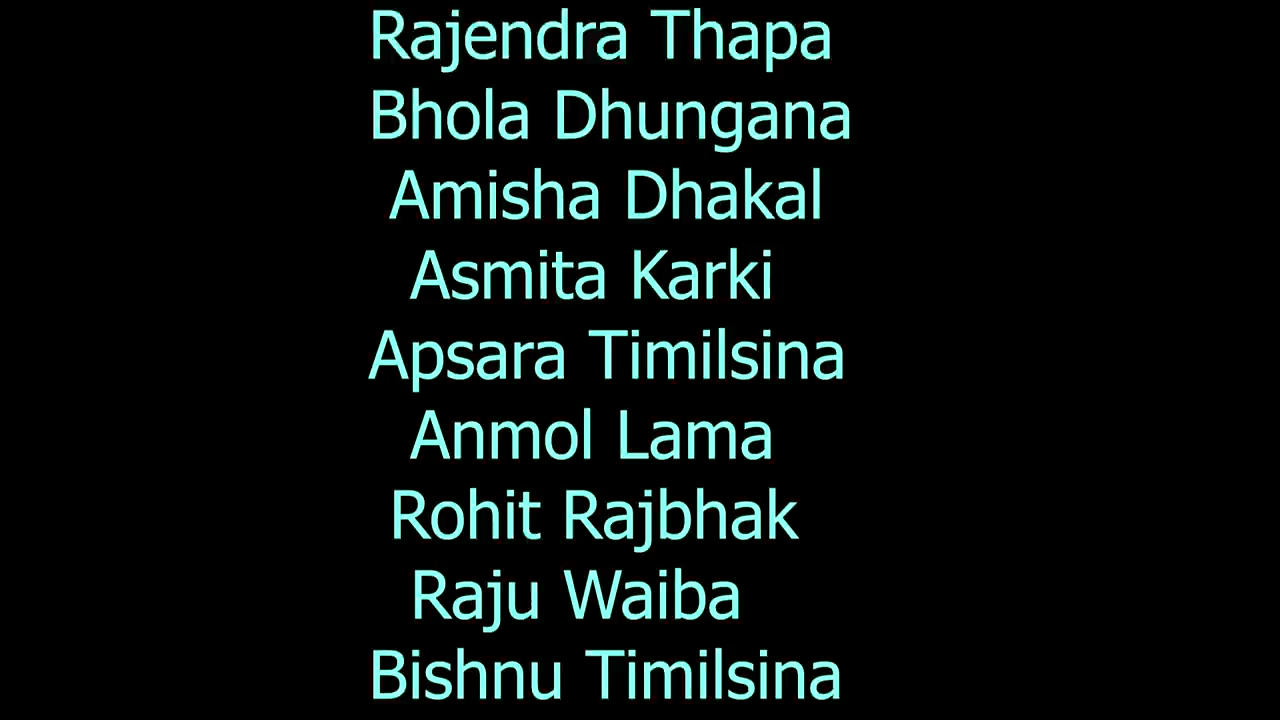 Rajendra Thapa
Bhola Dhungana
Amisha Dhakal
Asmita Karki
Apsara Timilsina
Anmol Lama
Rohit Rajbhak
Raju Waiba
Bishnu Timilsina